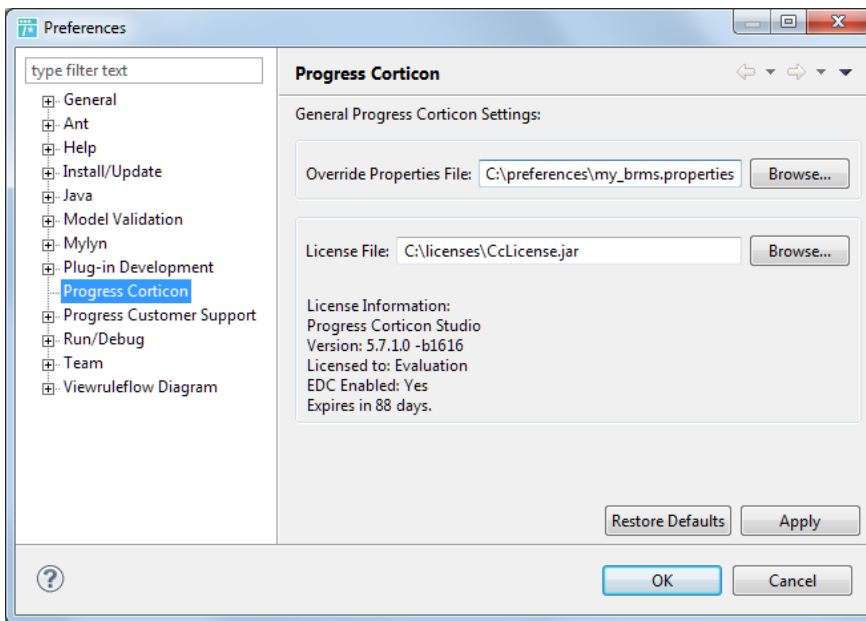 Preferences
type filter text
General
Ant
Help
Install/Update
Java
Model Validation
Mylyn
Plug-in Development
Progress Corticon
Progress Customer Support
Run/Debug
Team
Viewruleflow Diagram
Progress Corticon
General Progress Corticon Settings:
Override Properties File: C:\preferences\my_brms.properties Browse...
License File: C:\licenses\CcLicense.jar Browse...
License Information:
Progress Corticon Studio
Version: 5.7.1.0 -b1616
Licensed to: Evaluation
EDC Enabled: Yes
Expires in 88 days.
Restore Defaults Apply
? OK Cancel